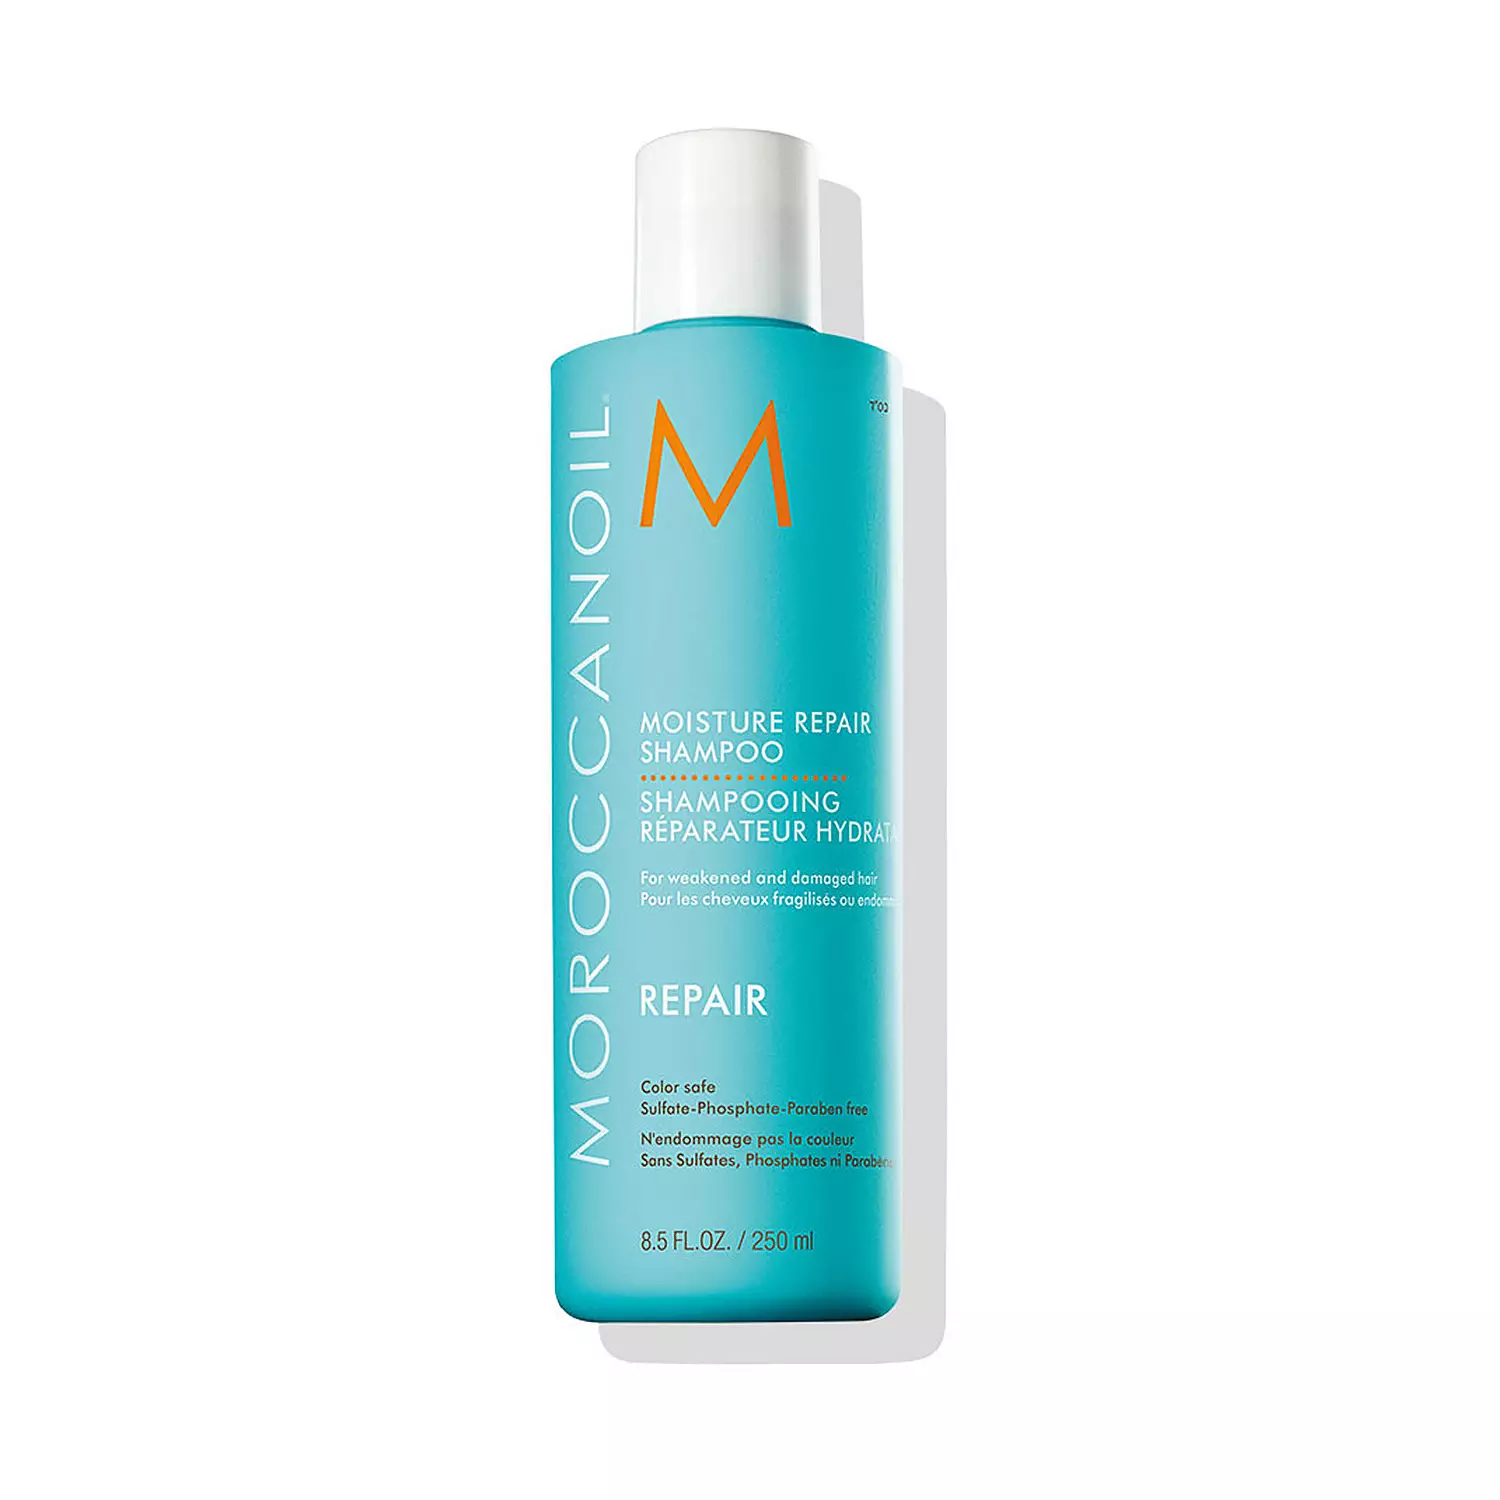 MOROCCANOIL®
M
MOISTURE REPAIR
SHAMPOO
SHAMPOOING
RÉPARATEUR
For weakened and damaged hair
Pour les cheveux fragilisés ou
REPAIR
Color safe
Sulfate-Phosphate-Paraben free
N'endommage pas la couleur
Sans Sulfates, Phosphates ni
8.5 FL.OZ. / 250 ml